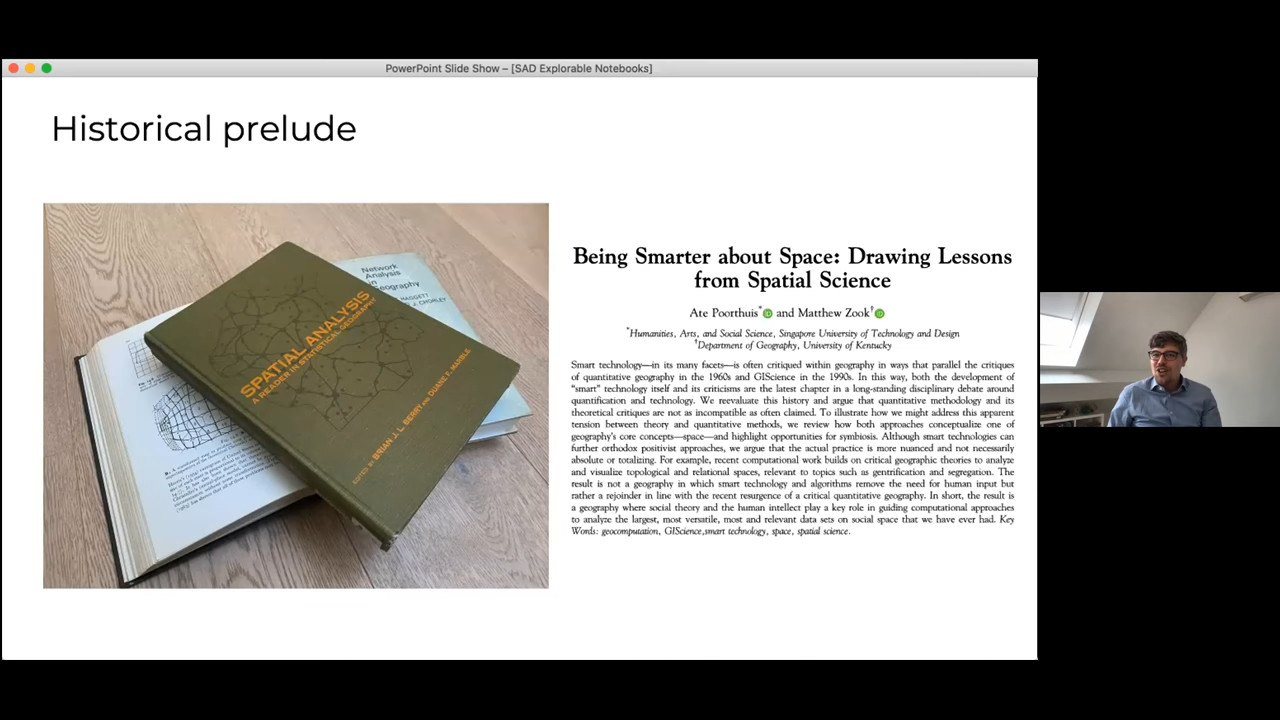 PowerPoint Slide Show – [SAD Explorable Notebooks]
Historical prelude
Network
Analysis
in
Geography
HAGGETT
J. CHORLEY
SPATIAL ANALYSIS
A READER IN STATISTICAL GEOGRAPHY
EDITED BY BRIAN J. L. BERRY AND DUANE F. MARBLE
Being Smarter about Space: Drawing Lessons
from Spatial Science
Ate Poorthuis* and Matthew Zook†
*Humanities, Arts, and Social Science, Singapore University of Technology and Design
†Department of Geography, University of Kentucky
Smart technology—in its many facets—is often critiqued within geography in ways that parallel the critiques
of quantitative geography in the 1960s and GIScience in the 1990s. In this way, both the development of
“smart” technology itself and its criticisms are the latest chapter in a long-standing disciplinary debate around
quantification and technology. We reevaluate this history and argue that quantitative methodology and its
theoretical critiques are not as incompatible as often claimed. To illustrate how we might address this apparent
tension between theory and quantitative methods, we review how both approaches conceptualize one of
geography's core concepts—space—and highlight opportunities for symbiosis. Although smart technologies can
further orthodox positivist approaches, we argue that the actual practice is more nuanced and not necessarily
absolute or totalizing. For example, recent computational work builds on critical geographic theories to analyze
and visualize topological and relational spaces, relevant to topics such as gentrification and segregation. The
result is not a geography in which smart technology and algorithms remove the need for human input but
rather a rejoinder in line with the recent resurgence of a critical quantitative geography. In short, the result is
a geography where social theory and the human intellect play a key role in guiding computational approaches
to analyze the largest, most versatile, most and relevant data sets on social space that we have ever had. Key
Words: geocomputation, GIScience,smart technology, space, spatial science.